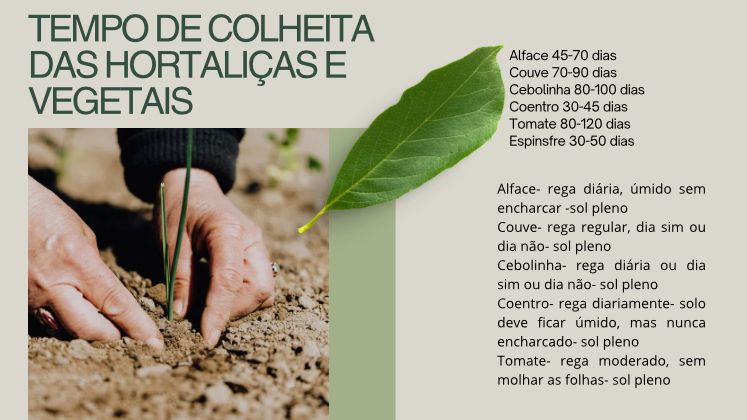 TEMPO DE COLHEITA
DAS HORTALIÇAS E
VEGETAIS
Alface 45-70 dias
Couve 70-90 dias
Cebolinha 80-100 dias
Coentro 30-45 dias
Tomate 80-120 dias
Espinsfre 30-50 dias
Alface- rega diária, úmido sem
encharcar -sol pleno
Couve- rega regular, dia sim ou
dia não- sol pleno
Cebolinha- rega diária ou dia
sim ou dia não- sol pleno
Coentro- rega diariamente- solo
deve ficar úmido, mas nunca
encharcado- sol pleno
Tomate- rega moderado, sem
molhar as folhas- sol pleno